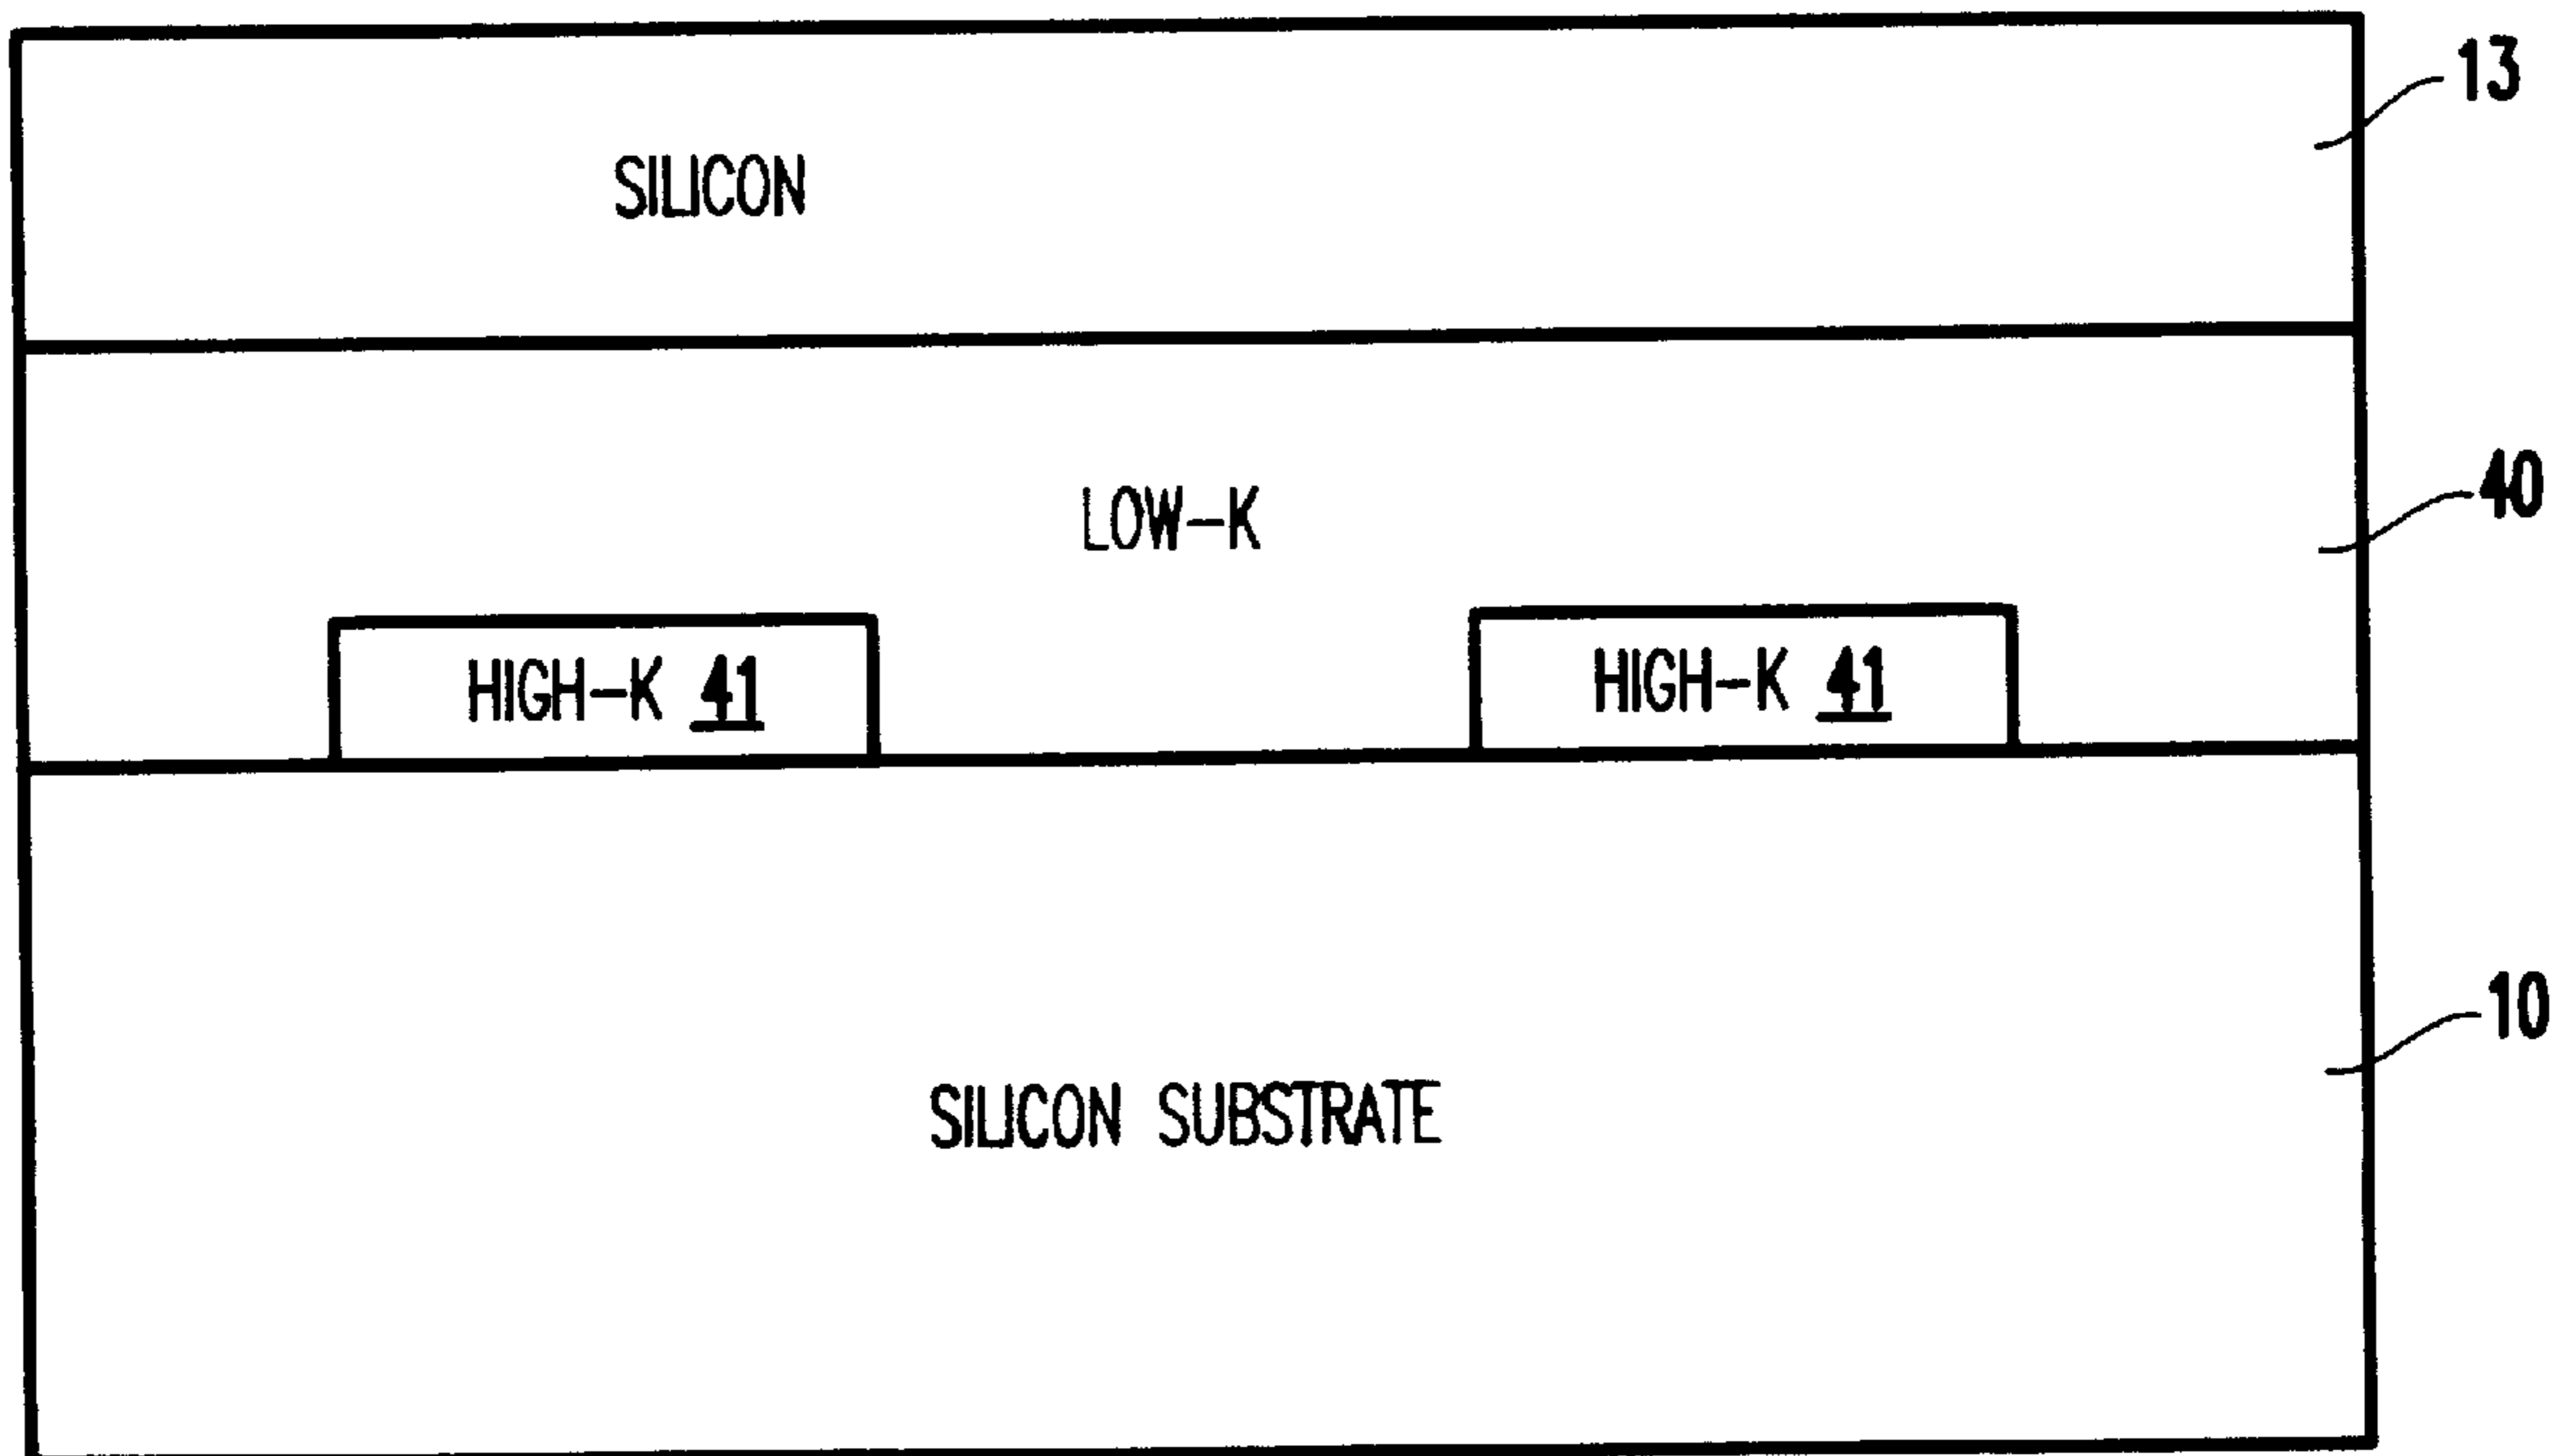 13
SILICON
40
LOW-K
HIGH-K 41
HIGH-K 41
10
SILICON SUBSTRATE